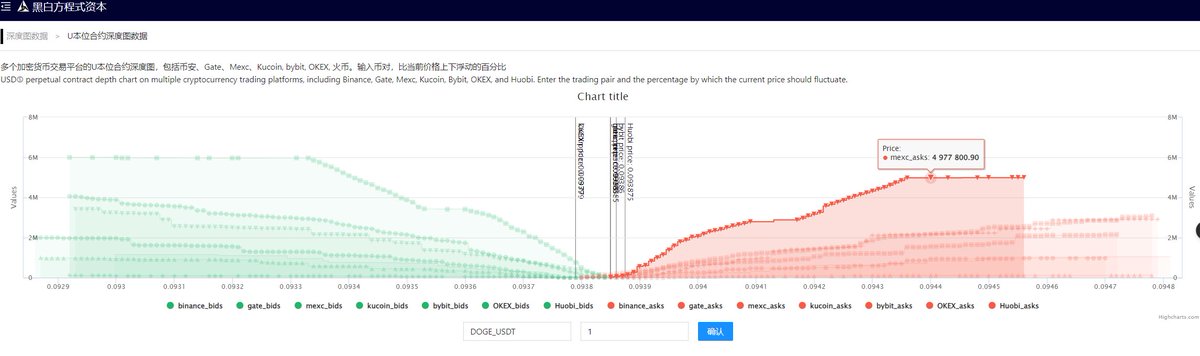 黑白方程式资本
深度图数据 > U本位合约深度图数据
多个加密货币交易平台的U本位合约深度图，包括币安、Gate、Mexc、Kucoin, bybit, OKEX, 火币。输入币对，比当前价格上下浮动的百分比
USD® perpetual contract depth chart on multiple cryptocurrency trading platforms, including Binance, Gate, Mexc, Kucoin, Bybit, OKEX, and Huobi. Enter the trading pair and the percentage by which the current price should fluctuate.
Chart title
8M 8M
6M 6M
4M 4M
2M 2M
0 0
Values
Values
Huobi price: 0.093875
Price:
mexc_asks: 4 977 800.90
0.0929 0.093 0.0931 0.0932 0.0933 0.0934 0.0935 0.0936 0.0937 0.0938 0.0939 0.094 0.0941 0.0942 0.0943 0.0944 0.0945 0.0946 0.0947 0.0948
binance_bids gate_bids mexc_bids kucoin_bids bybit_bids OKEX_bids Huobi_bids binance_asks gate_asks mexc_asks kucoin_asks bybit_asks OKEX_asks Huobi_asks
Highcharts.com
DOGE_USDT 1 确认